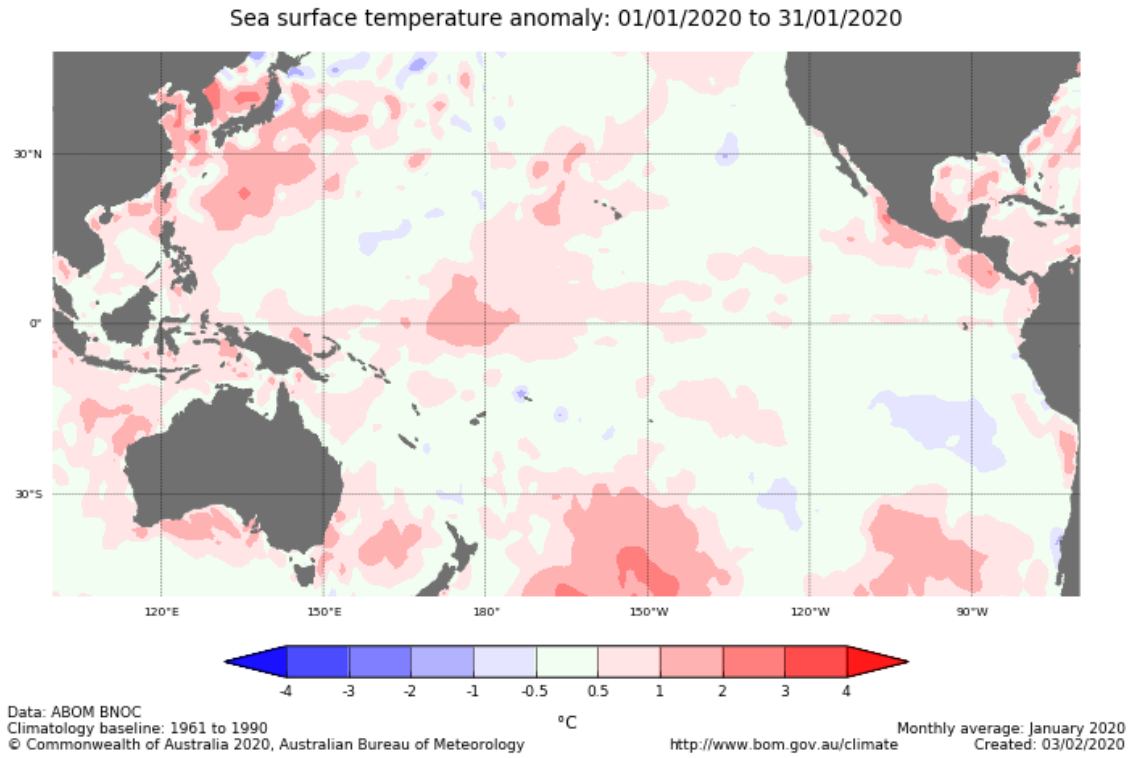 Sea surface temperature anomaly: 01/01/2020 to 31/01/2020
30°N
0°
30°S
120°E 150°E 180° 150°W 120°W 90°W
-4 -3 -2 -1 -0.5 0.5 1 2 3 4
°C
Data: ABOM BNOC
Climatology baseline: 1961 to 1990
© Commonwealth of Australia 2020, Australian Bureau of Meteorology
http://www.bom.gov.au/climate
Monthly average: January 2020
Created: 03/02/2020